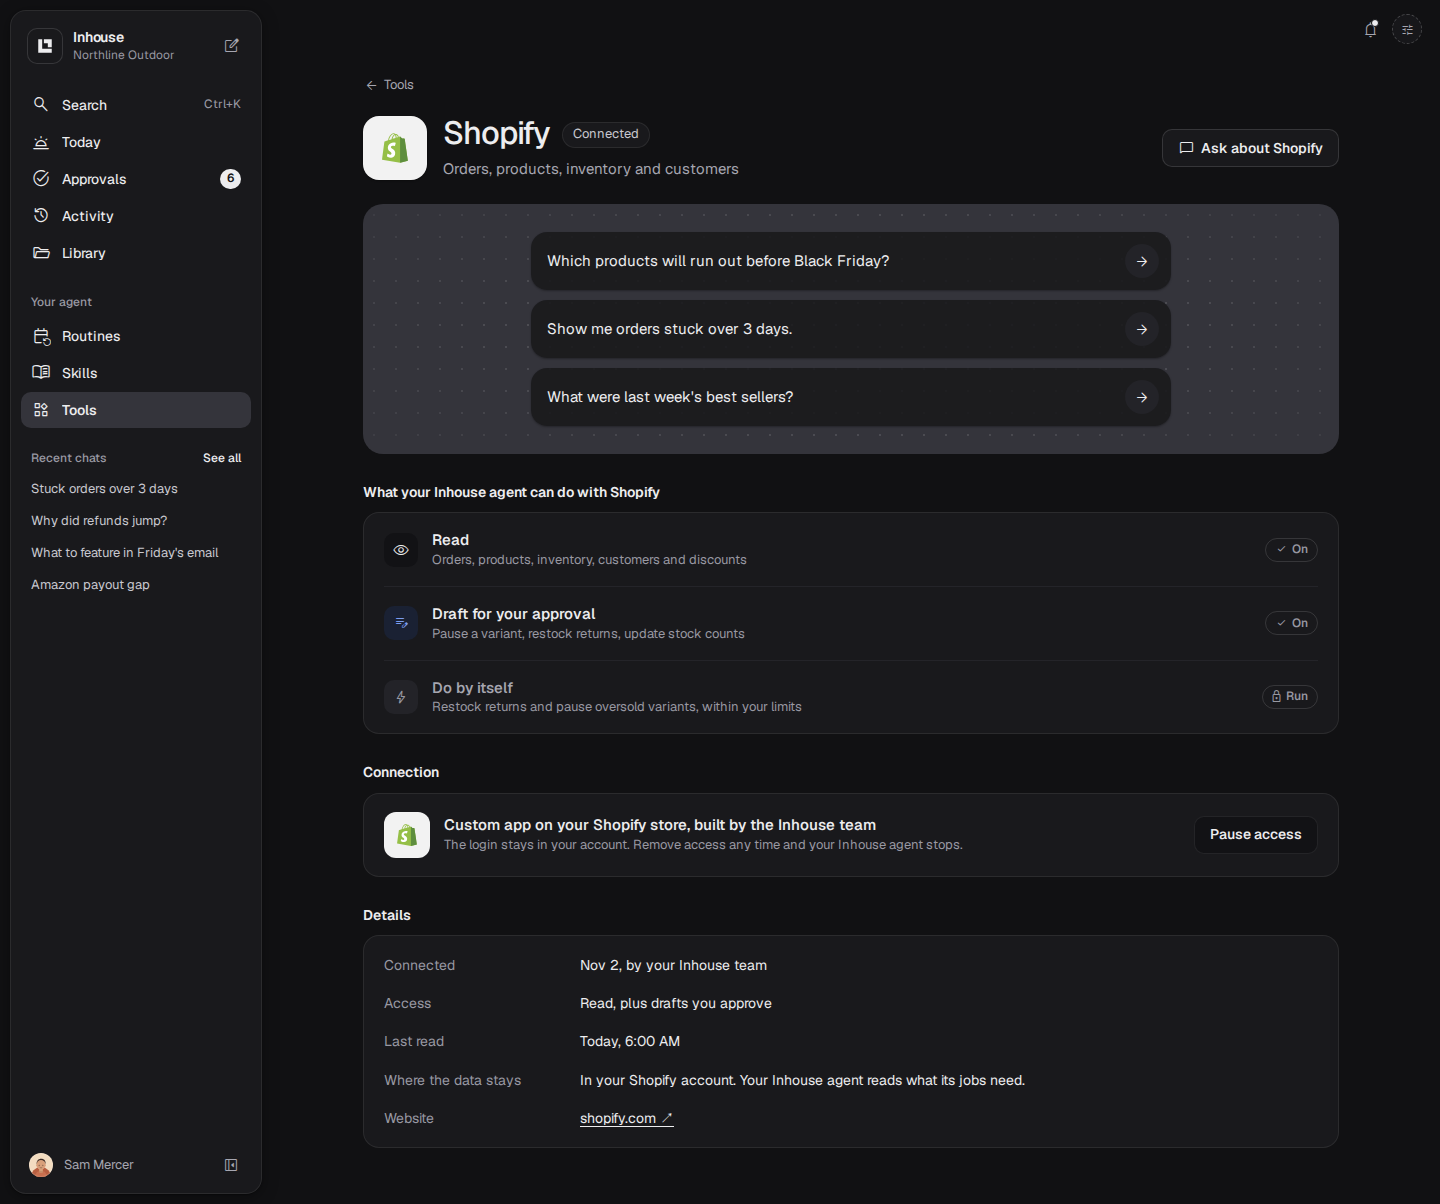 Inhouse
Northline Outdoor
Search
Ctrl+K
Today
Approvals
6
Activity
Library
Your agent
Routines
Skills
Tools
Recent chats
See all
Stuck orders over 3 days
Why did refunds jump?
What to feature in Friday's email
Amazon payout gap
Sam Mercer
Tools
Shopify
Connected
Orders, products, inventory and customers
Ask about Shopify
Which products will run out before Black Friday?
Show me orders stuck over 3 days.
What were last week's best sellers?
What your Inhouse agent can do with Shopify
Read
Orders, products, inventory, customers and discounts
On
Draft for your approval
Pause a variant, restock returns, update stock counts
On
Do by itself
Restock returns and pause oversold variants, within your limits
Run
Connection
Custom app on your Shopify store, built by the Inhouse team
The login stays in your account. Remove access any time and your Inhouse agent stops.
Pause access
Details
Connected
Nov 2, by your Inhouse team
Access
Read, plus drafts you approve
Last read
Today, 6:00 AM
Where the data stays
In your Shopify account. Your Inhouse agent reads what its jobs need.
Website
shopify.com ↗